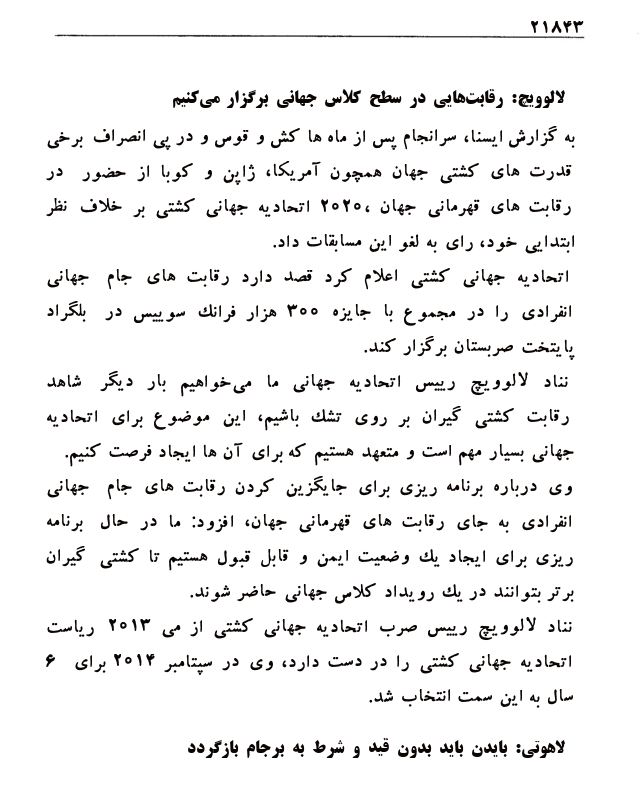 ۲۱۸۴۳
لالوویچ: رقابت‌هایی در سطح کلاس جهانی برگزار می‌کنیم
به گزارش ایسنا، سرانجام پس از ماه ها کش و قوس و در پی انصراف برخی
قدرت های کشتی جهان همچون آمریکا، ژاپن و کوبا از حضور در
رقابت های قهرمانی جهان ،۲۰۲۰ اتحادیه جهانی کشتی بر خلاف نظر
ابتدایی خود، رای به لغو این مسابقات داد.
اتحادیه جهانی کشتی اعلام کرد قصد دارد رقابت های جام جهانی
انفرادی را در مجموع با جایزه ۳۰۰ هزار فرانک سوییس در بلگراد
پایتخت صربستان برگزار کند.
نناد لالوویچ رییس اتحادیه جهانی ما می‌خواهیم بار دیگر شاهد
رقابت کشتی گیران بر روی تشک باشیم، این موضوع برای اتحادیه
جهانی بسیار مهم است و متعهد هستیم که برای آن ها ایجاد فرصت کنیم.
وی درباره برنامه ریزی برای جایگزین کردن رقابت های جام جهانی
انفرادی به جای رقابت های قهرمانی جهان، افزود: ما در حال برنامه
ریزی برای ایجاد یک وضعیت ایمن و قابل قبول هستیم تا کشتی گیران
برتر بتوانند در یک رویداد کلاس جهانی حاضر شوند.
نناد لالوویچ رییس صرب اتحادیه جهانی کشتی از می ۲۰۱۳ ریاست
اتحادیه جهانی کشتی را در دست دارد، وی در سپتامبر ۲۰۱۴ برای ۶
سال به این سمت انتخاب شد.
لاهوتی: بایدن باید بدون قید و شرط به برجام بازگردد